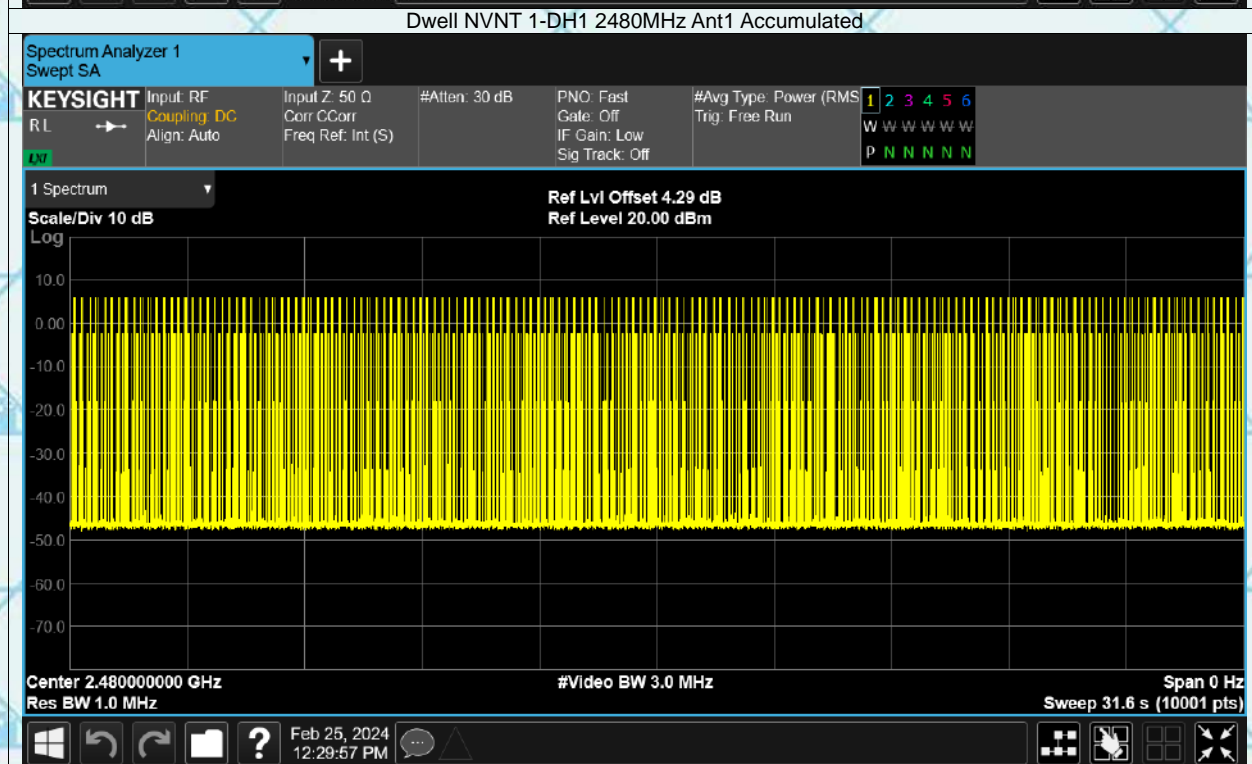 Dwell NVNT 1-DH1 2480MHz Ant1 Accumulated
Spectrum Analyzer 1
Swept SA
+
KEYSIGHT
RL
LXI
Input: RF
Coupling: DC
Align: Auto
Input Z: 50 Ω
Corr CCorr
Freq Ref: Int (S)
#Atten: 30 dB
PNO: Fast
Gate: Off
IF Gain: Low
Sig Track: Off
#Avg Type: Power (RMS
Trig: Free Run
1 2 3 4 5 6
W W W W W W
P N N N N N
1 Spectrum
Scale/Div 10 dB
Log
Ref Lvl Offset 4.29 dB
Ref Level 20.00 dBm
10.0
0.00
-10.0
-20.0
-30.0
-40.0
-50.0
-60.0
-70.0
Center 2.480000000 GHz
Res BW 1.0 MHz
#Video BW 3.0 MHz
Span 0 Hz
Sweep 31.6 s (10001 pts)
?
Feb 25, 2024
12:29:57 PM